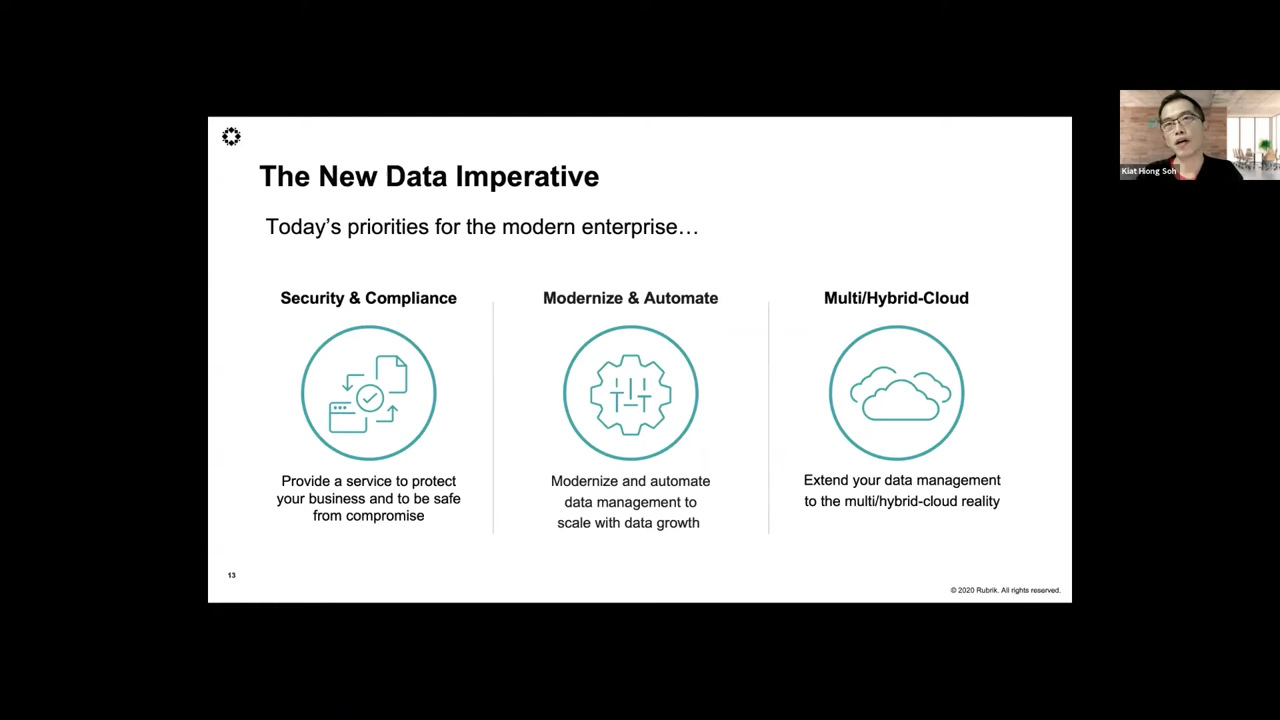 The New Data Imperative
Today’s priorities for the modern enterprise…
Security & Compliance
Provide a service to protect
your business and to be safe
from compromise
Modernize & Automate
Modernize and automate
data management to
scale with data growth
Multi/Hybrid-Cloud
Extend your data management
to the multi/hybrid-cloud reality
13
© 2020 Rubrik. All rights reserved.
Kiat Hiong Soh